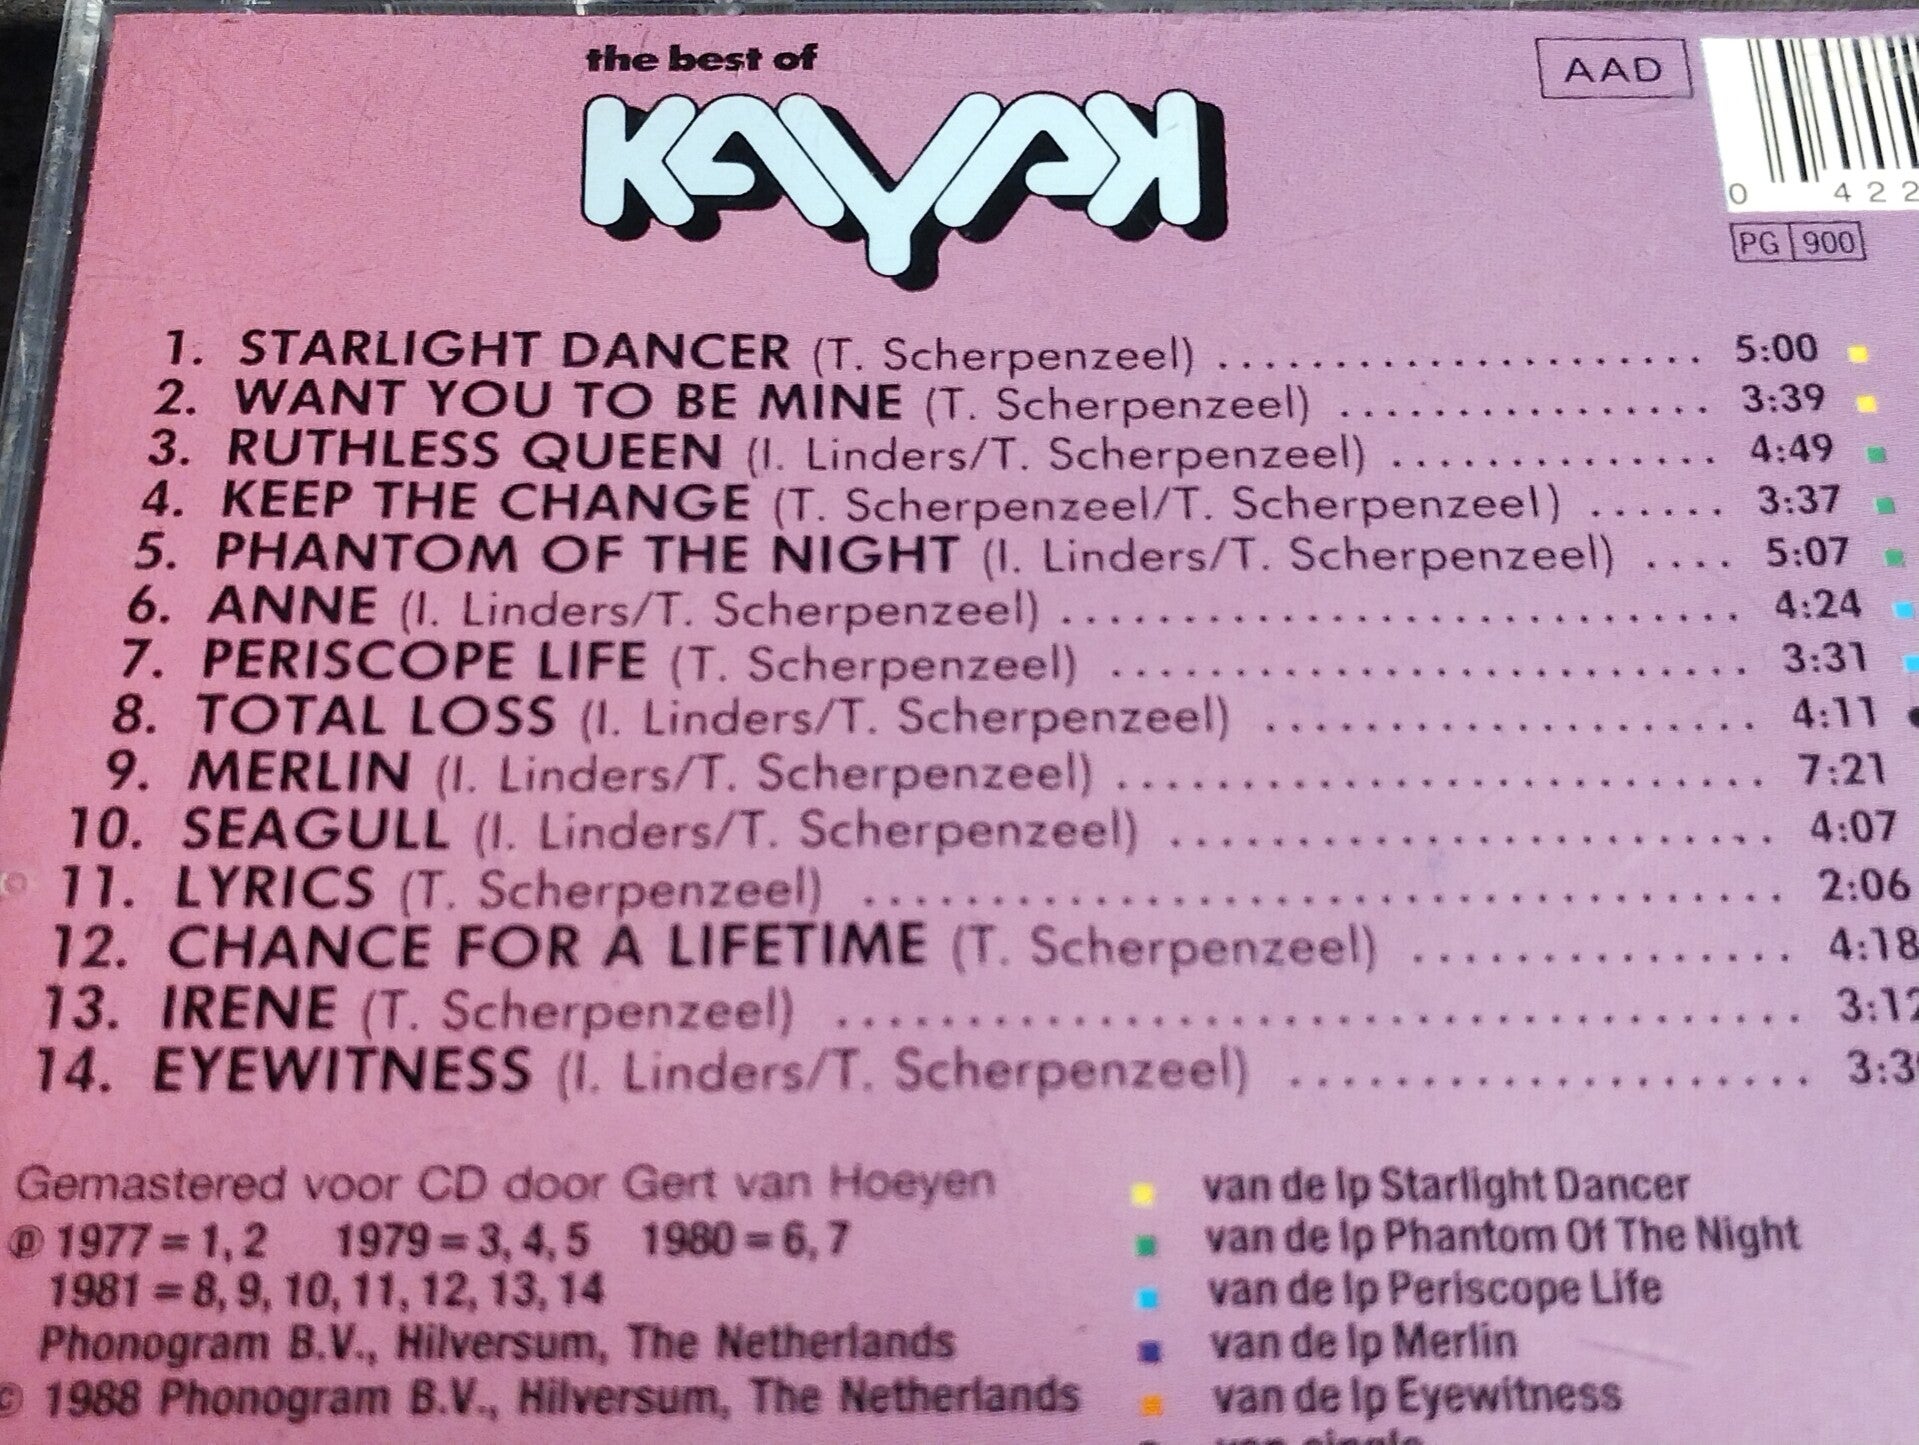 the best of
KAYAK
AAD
0 422
PG 900
1. STARLIGHT DANCER (T. Scherpenzeel) .................... 5:00
2. WANT YOU TO BE MINE (T. Scherpenzeel) ................ 3:39
3. RUTHLESS QUEEN (I. Linders/T. Scherpenzeel) .............. 4:49
4. KEEP THE CHANGE (T. Scherpenzeel/T. Scherpenzeel) ...... 3:37
5. PHANTOM OF THE NIGHT (I. Linders/T. Scherpenzeel) .... 5:07
6. ANNE (I. Linders/T. Scherpenzeel) ........................... 4:24
7. PERISCOPE LIFE (T. Scherpenzeel) ......................... 3:31
8. TOTAL LOSS (I. Linders/T. Scherpenzeel) ................... 4:11
9. MERLIN (I. Linders/T. Scherpenzeel) ......................... 7:21
10. SEAGULL (I. Linders/T. Scherpenzeel) ....................... 4:07
11. LYRICS (T. Scherpenzeel) ................................... 2:06
12. CHANCE FOR A LIFETIME (T. Scherpenzeel) ............... 4:18
13. IRENE (T. Scherpenzeel) ..................................... 3:12
14. EYEWITNESS (I. Linders/T. Scherpenzeel) .................... 3:3
Gemastered voor CD door Gert van Hoeyen
℗ 1977 = 1, 2 1979 = 3, 4, 5 1980 = 6, 7
1981 = 8, 9, 10, 11, 12, 13, 14
Phonogram B.V., Hilversum, The Netherlands
© 1988 Phonogram B.V., Hilversum, The Netherlands
van de lp Starlight Dancer
van de lp Phantom Of The Night
van de lp Periscope Life
van de lp Merlin
van de lp Eyewitness
van single